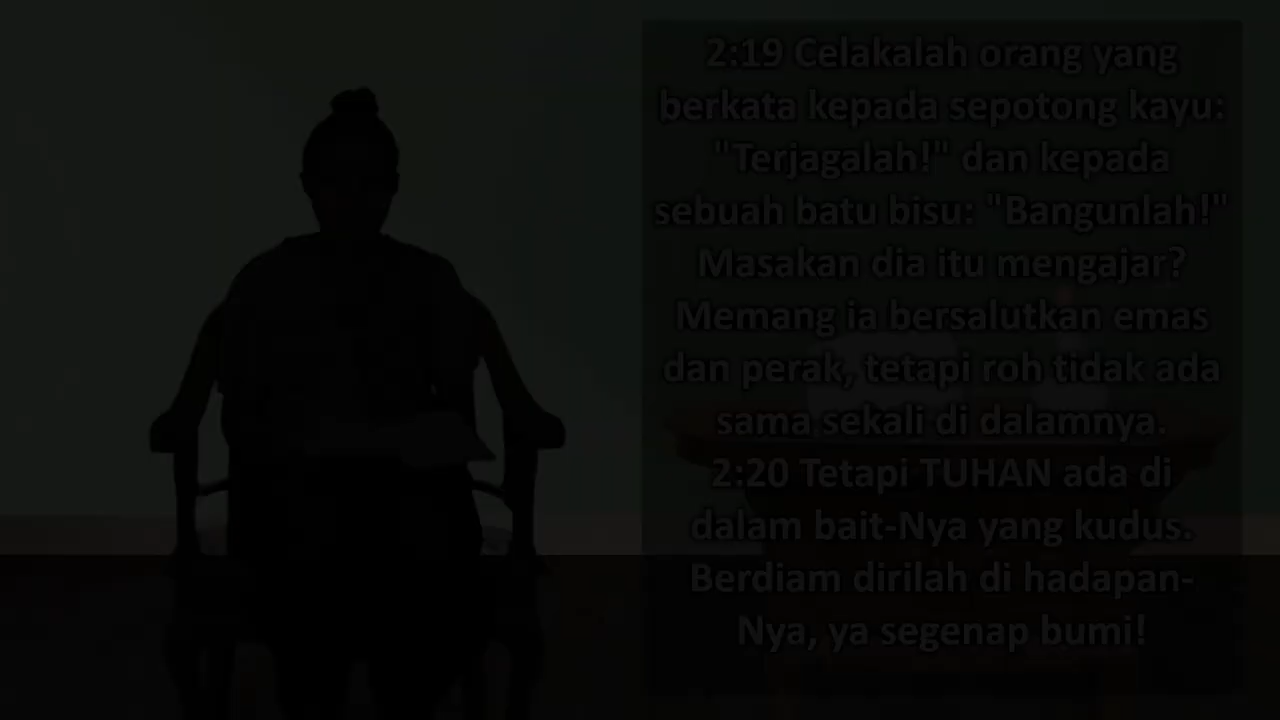 2:19 Celakalah orang yang
berkata kepada sepotong kayu:
"Terjagalah!" dan kepada
sebuah batu bisu: "Bangunlah!"
Masakan dia itu mengajar?
Memang ia bersalutkan emas
dan perak, tetapi roh tidak ada
sama sekali di dalamnya.
2:20 Tetapi TUHAN ada di
dalam bait-Nya yang kudus.
Berdiam dirilah di hadapan-
Nya, ya segenap bumi!